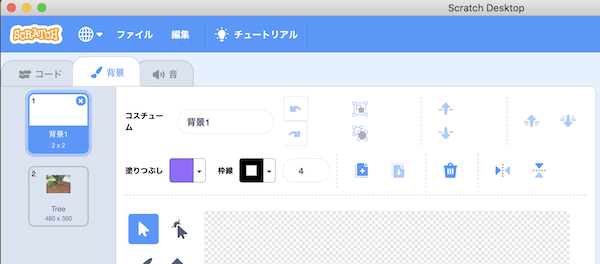 Scratch Desktop
SCRATCH ファイル 編集 チュートリアル
コード 背景 音
1
背景1
2 x 2
2
Tree
480 x 360
コスチューム 背景1
塗りつぶし 枠線 4